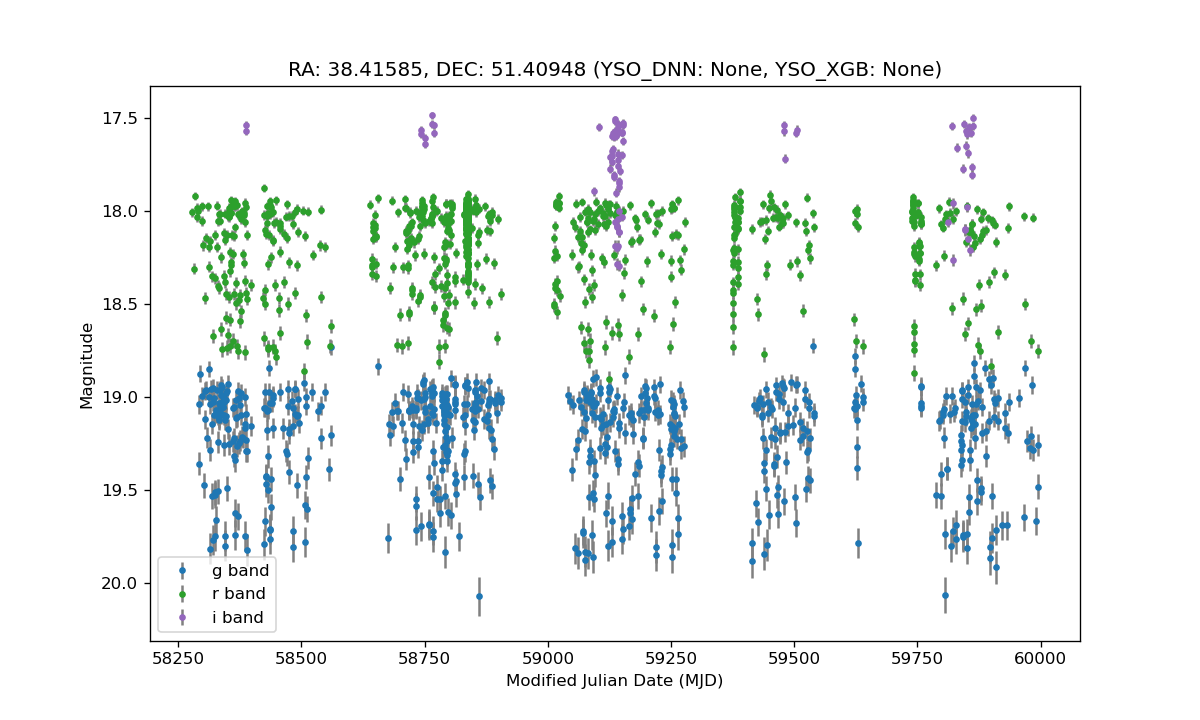 RA: 38.41585, DEC: 51.40948 (YSO_DNN: None, YSO_XGB: None)
17.5
18.0
18.5
19.0
19.5
20.0
Magnitude
g band
r band
i band
58250 58500 58750 59000 59250 59500 59750 60000
Modified Julian Date (MJD)